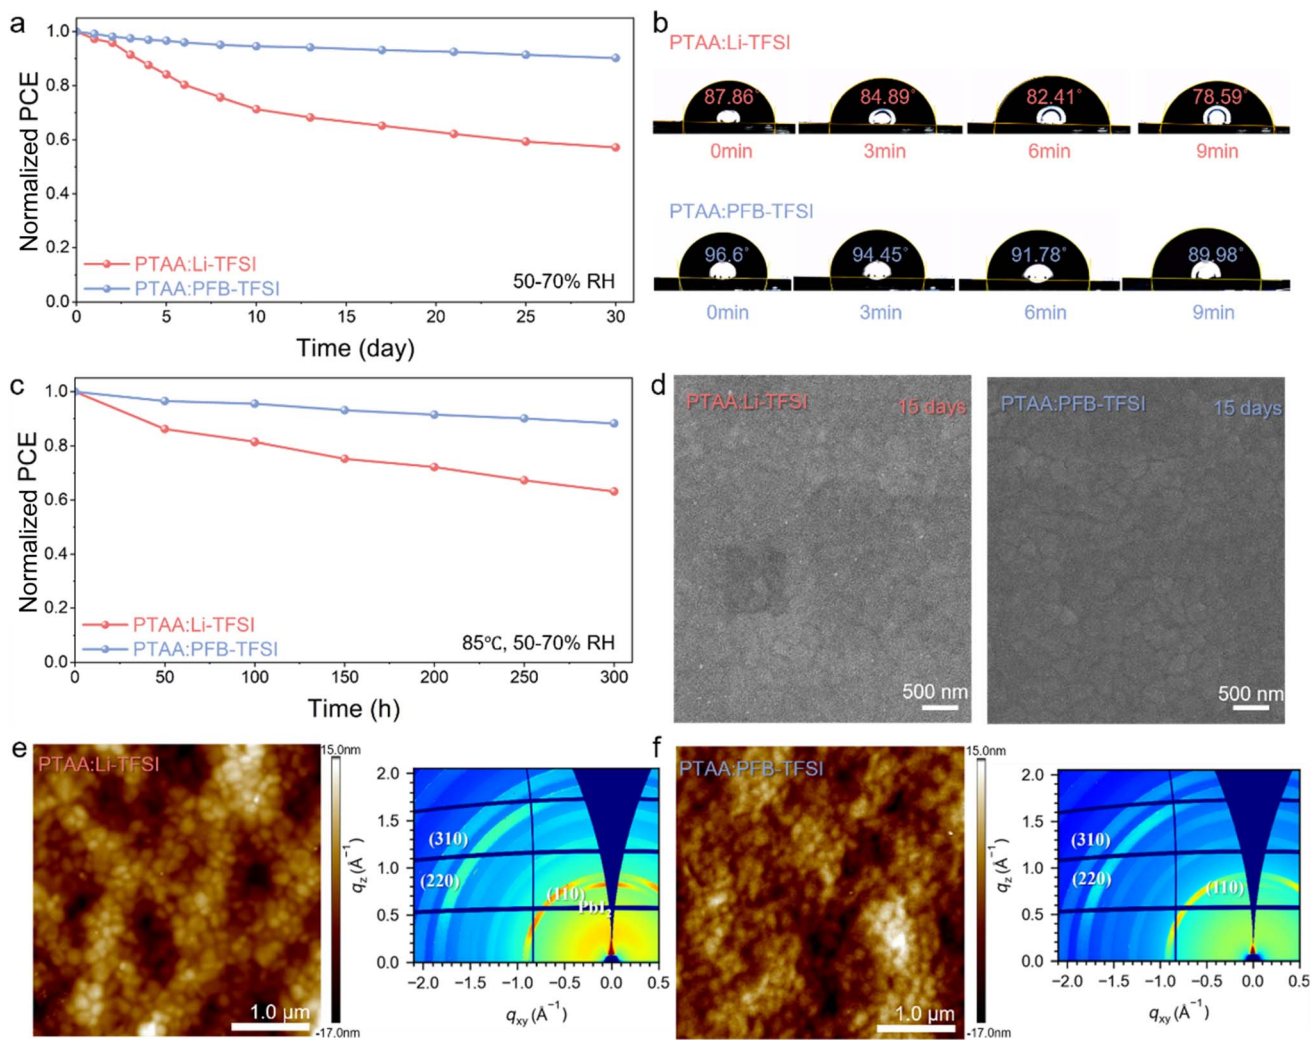 a
1.0
0.8
0.6
0.4
0.2
0.0
Normalized PCE
PTAA:Li-TFSI
PTAA:PFB-TFSI
50-70% RH
0 5 10 15 20 25 30
Time (day)
b
PTAA:Li-TFSI
87.86° 84.89° 82.41° 78.59°
0min 3min 6min 9min
PTAA:PFB-TFSI
96.6° 94.45° 91.78° 89.98°
0min 3min 6min 9min
c
1.0
0.8
0.6
0.4
0.2
0.0
Normalized PCE
PTAA:Li-TFSI
PTAA:PFB-TFSI
85℃, 50-70% RH
0 50 100 150 200 250 300
Time (h)
d
PTAA:Li-TFSI 15 days
500 nm
PTAA:PFB-TFSI 15 days
500 nm
e
PTAA:Li-TFSI
1.0 μm
15.0nm
-17.0nm
2.0
1.5
1.0
0.5
0.0
qz (Å⁻¹)
(310)
(220)
(110)
PbI₂
−2.0 −1.5 −1.0 −0.5 0.0 0.5
qxy (Å⁻¹)
f
PTAA:PFB-TFSI
1.0 μm
15.0nm
-17.0nm
2.0
1.5
1.0
0.5
0.0
qz (Å⁻¹)
(310)
(220)
(110)
−2.0 −1.5 −1.0 −0.5 0.0 0.5
qxy (Å⁻¹)